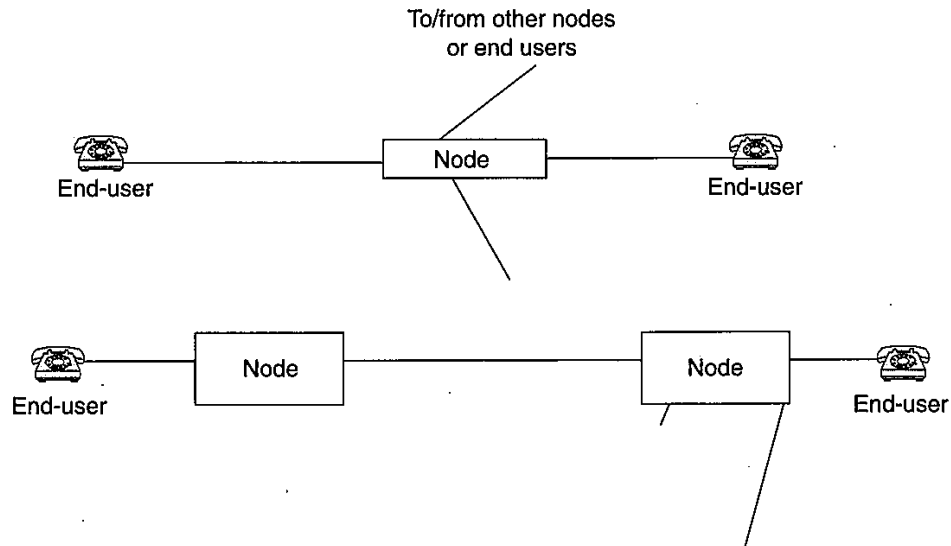 To/from other nodes
or end users
Node
End-user
End-user
Node
Node
End-user
End-user